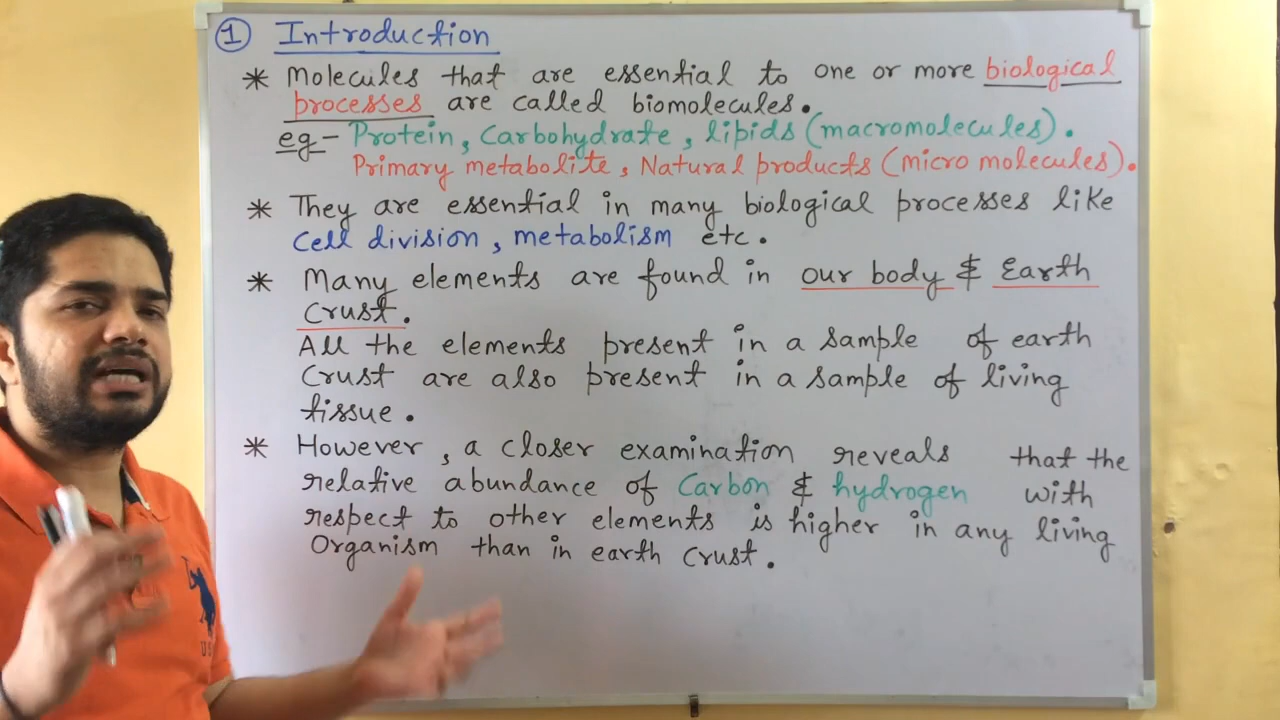 ① Introduction
* Molecules that are essential to one or more biological
processes are called biomolecules.
eg- Protein, Carbohydrate, lipids (macromolecules).
Primary metabolite, Natural products (micro molecules).
* They are essential in many biological processes like
Cell division, metabolism etc.
* Many elements are found in our body & Earth
Crust.
All the elements present in a sample of earth
Crust are also present in a sample of living
tissue.
* However, a closer examination reveals that the
relative abundance of Carbon & hydrogen with
respect to other elements is higher in any living
Organism than in earth crust.